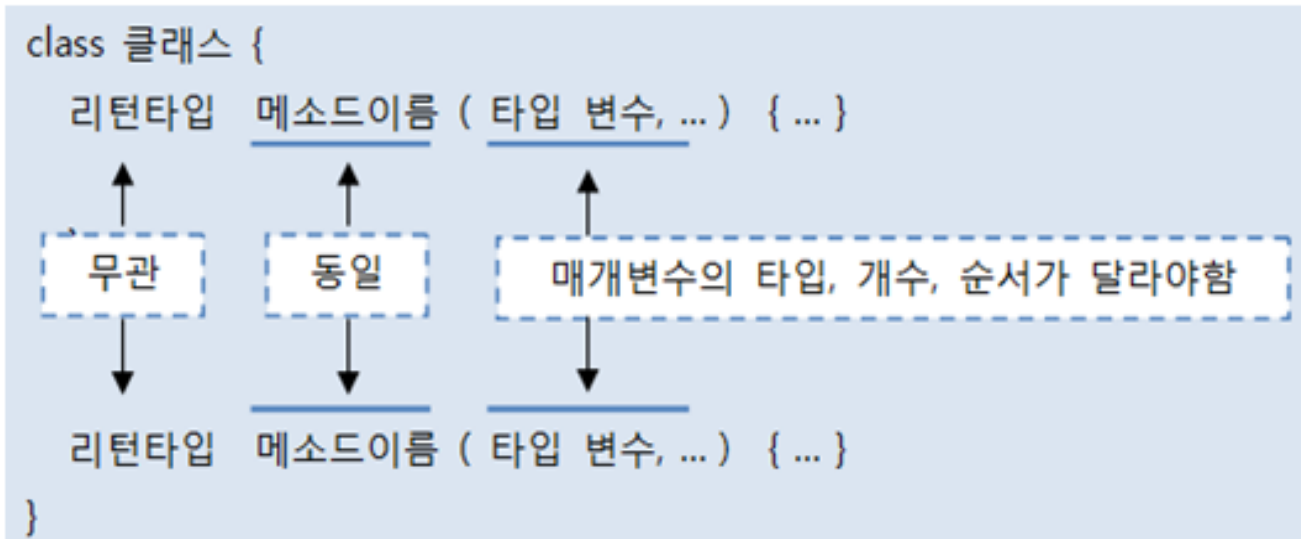 class 클래스 {
리턴타입 메소드이름 ( 타입 변수, ... ) { ... }
무관 동일 매개변수의 타입, 개수, 순서가 달라야함
리턴타입 메소드이름 ( 타입 변수, ... ) { ... }
}